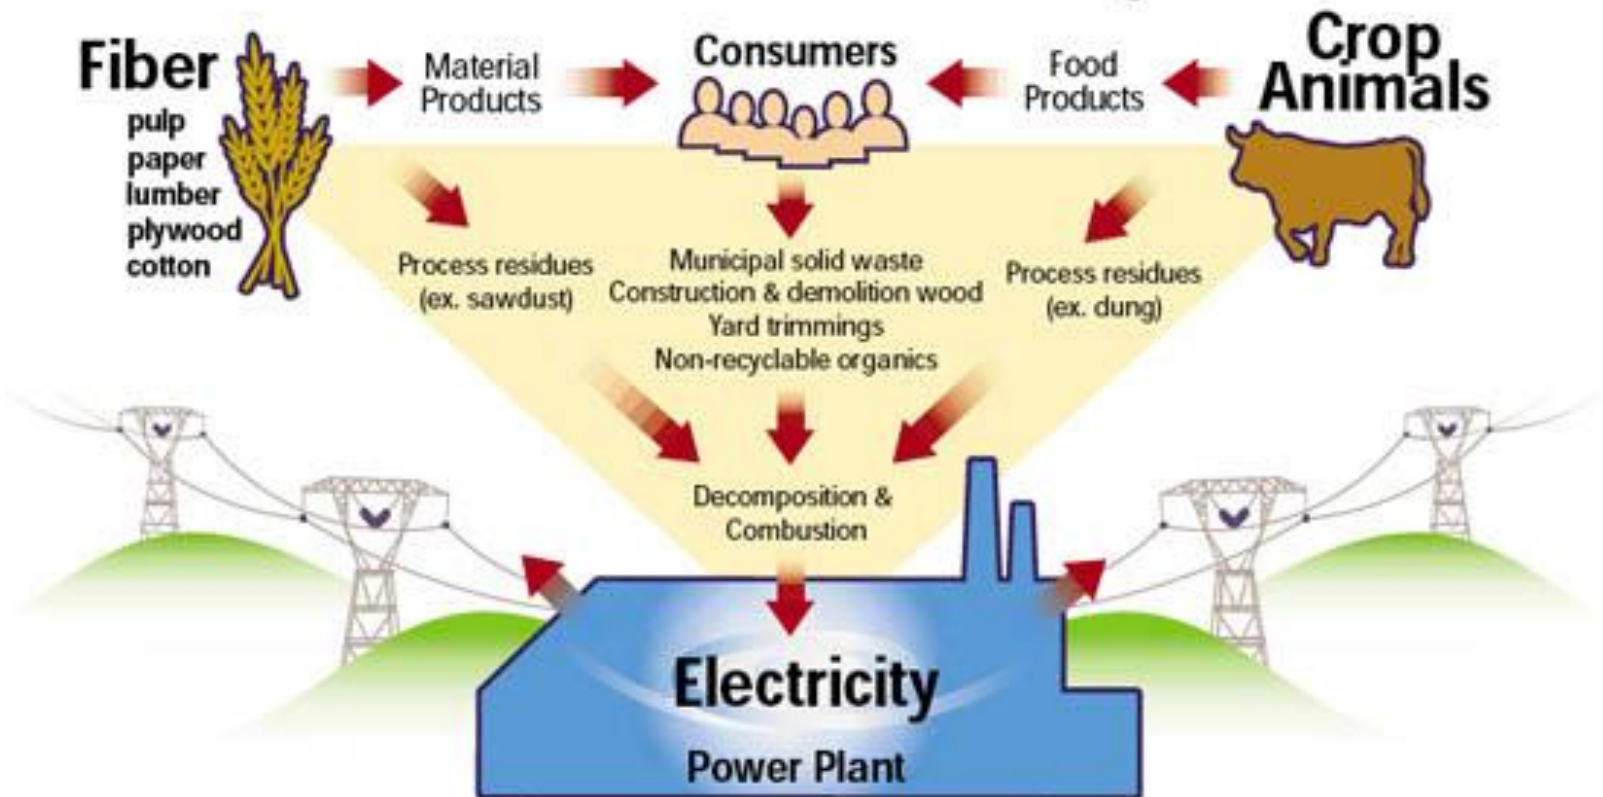 Fiber
pulp
paper
lumber
plywood
cotton
Material
Products
Consumers
Food
Products
Crop
Animals
Process residues
(ex. sawdust)
Municipal solid waste
Construction & demolition wood
Yard trimmings
Non-recyclable organics
Process residues
(ex. dung)
Decomposition &
Combustion
Electricity
Power Plant